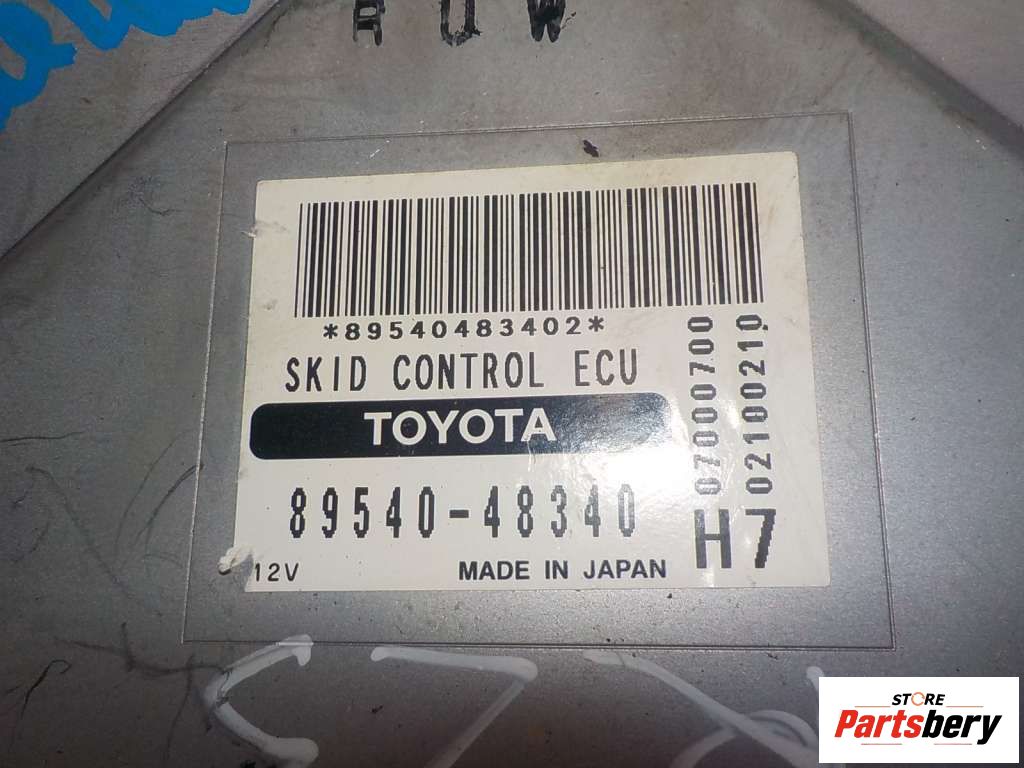 *89540483402*
SKID CONTROL ECU
TOYOTA
89540-48340
12V
MADE IN JAPAN
H7
07000700
02100210
STORE
Partsbery